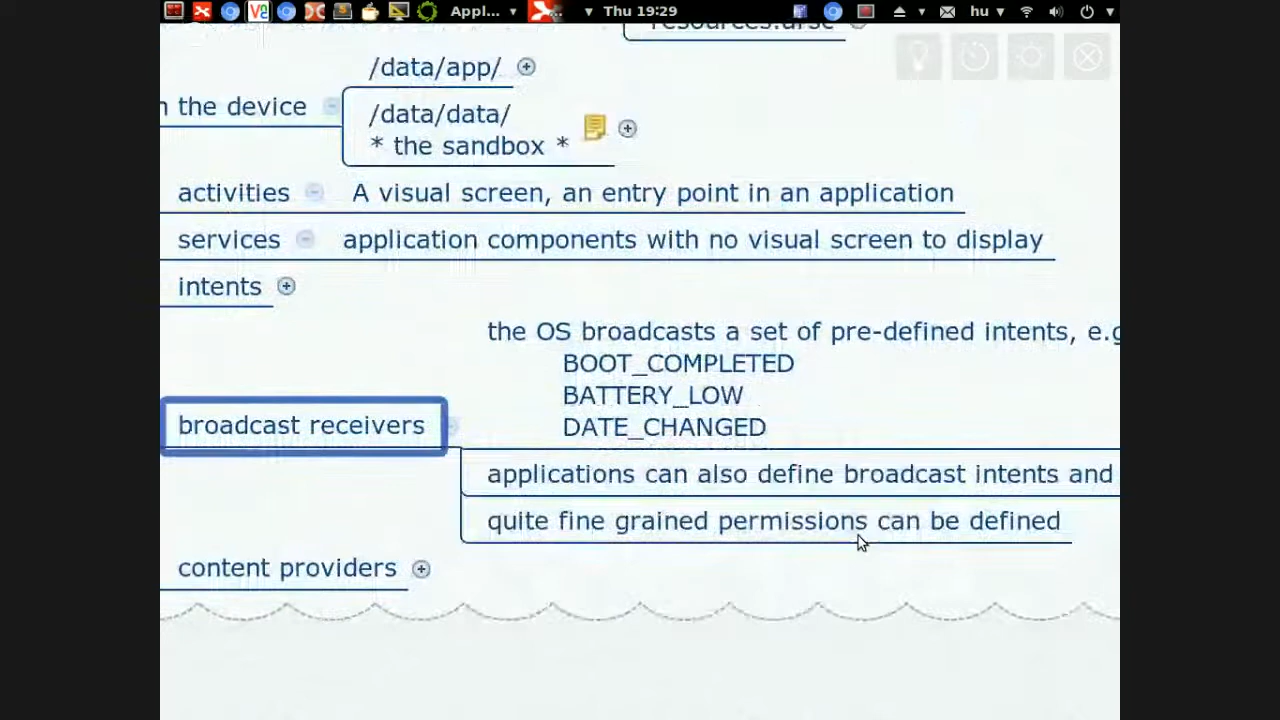 Appl... Thu 19:29 hu
resources.arsc
/data/app/
n the device
/data/data/
* the sandbox *
activities A visual screen, an entry point in an application
services application components with no visual screen to display
intents
the OS broadcasts a set of pre-defined intents, e.g
BOOT_COMPLETED
BATTERY_LOW
DATE_CHANGED
broadcast receivers
applications can also define broadcast intents and
quite fine grained permissions can be defined
content providers